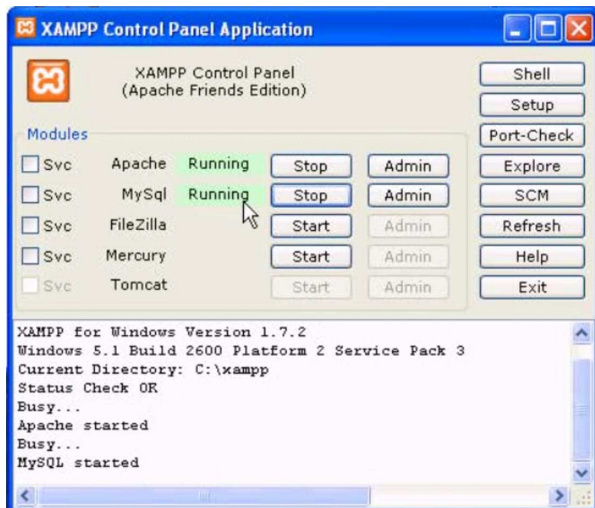 XAMPP Control Panel Application
XAMPP Control Panel
(Apache Friends Edition)
Shell
Setup
Port-Check
Modules
Svc Apache Running Stop Admin Explore
Svc MySql Running Stop Admin SCM
Svc FileZilla Start Admin Refresh
Svc Mercury Start Admin Help
Svc Tomcat Start Admin Exit
XAMPP for Windows Version 1.7.2
Windows 5.1 Build 2600 Platform 2 Service Pack 3
Current Directory: C:\xampp
Status Check OK
Busy...
Apache started
Busy...
MySQL started